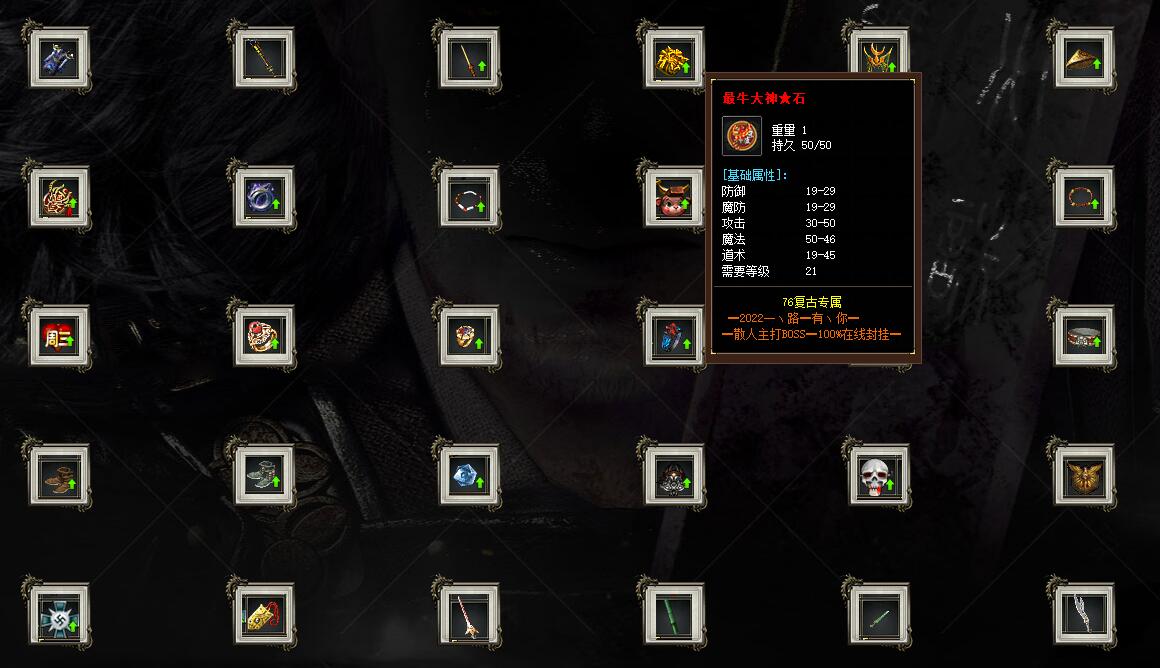 最牛大神★石
重量 1
持久 50/50
[基础属性]:
防御 19-29
魔防 19-29
攻击 30-50
魔法 50-46
道术 19-45
需要等级 21
76复古专属
━2022━ヽ路━有ヽ你━
━散人主打BOSS━100%在线封挂━
周三